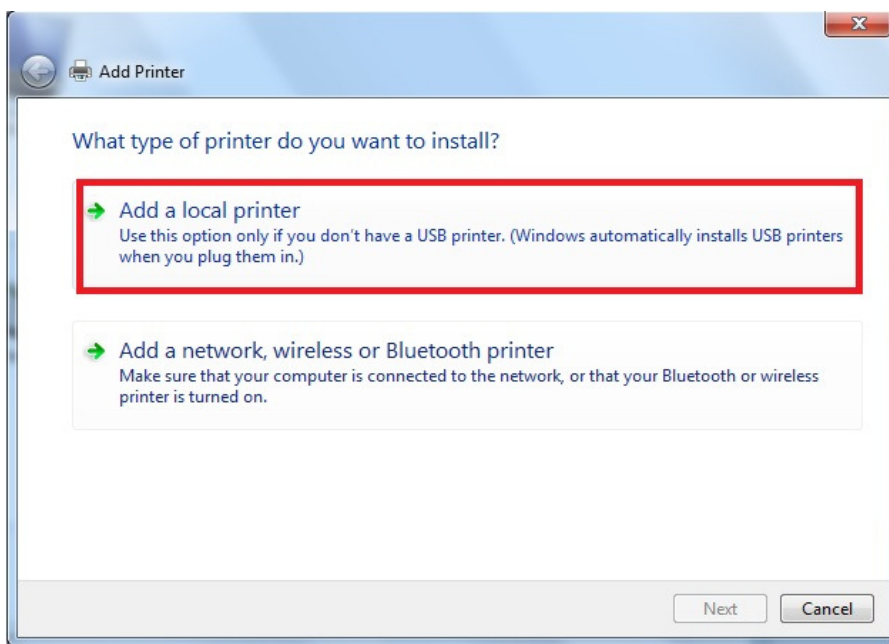 Add Printer
What type of printer do you want to install?
Add a local printer
Use this option only if you don't have a USB printer. (Windows automatically installs USB printers
when you plug them in.)
Add a network, wireless or Bluetooth printer
Make sure that your computer is connected to the network, or that your Bluetooth or wireless
printer is turned on.
Next
Cancel